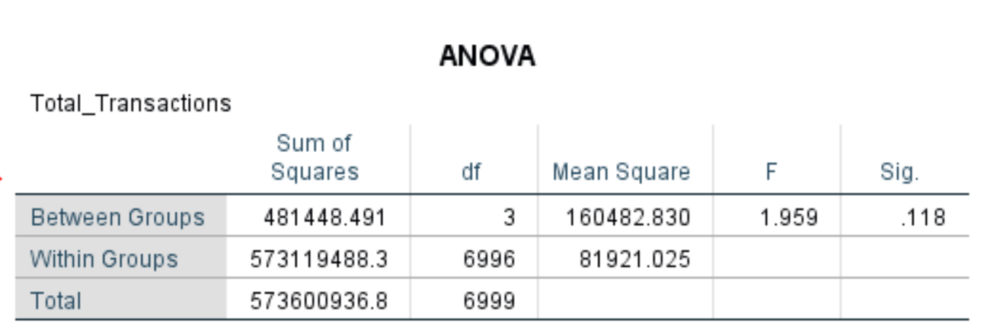 ANOVA
Total_Transactions
Sum of
Squares df Mean Square F Sig.
Between Groups 481448.491 3 160482.830 1.959 .118
Within Groups 573119488.3 6996 81921.025
Total 573600936.8 6999